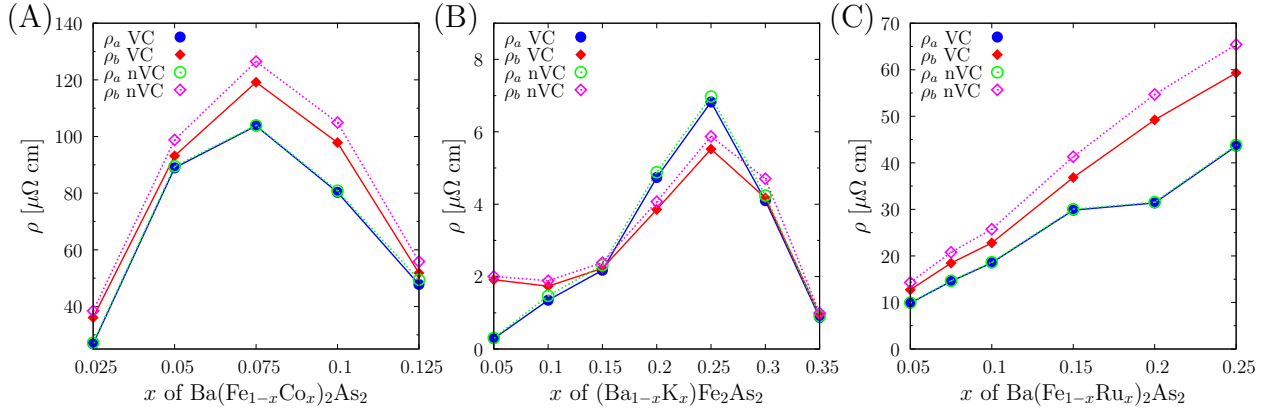 (A)
ρ [μΩ cm]
140
120
100
80
60
40
ρa VC
ρb VC
ρa nVC
ρb nVC
0.025 0.05 0.075 0.1 0.125
x of Ba(Fe1−xCox)2As2
(B)
ρ [μΩ cm]
8
6
4
2
0
ρa VC
ρb VC
ρa nVC
ρb nVC
0.05 0.1 0.15 0.2 0.25 0.3 0.35
x of (Ba1−xKx)Fe2As2
(C)
ρ [μΩ cm]
70
60
50
40
30
20
10
0
ρa VC
ρb VC
ρa nVC
ρb nVC
0.05 0.1 0.15 0.2 0.25
x of Ba(Fe1−xRux)2As2